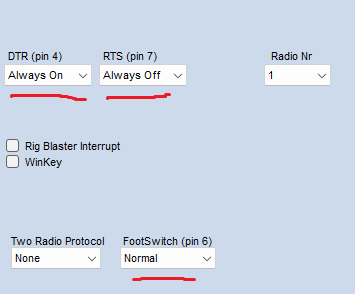 DTR (pin 4) RTS (pin 7) Radio Nr
Always On Always Off 1
Rig Blaster Interrupt
WinKey
Two Radio Protocol FootSwitch (pin 6)
None Normal